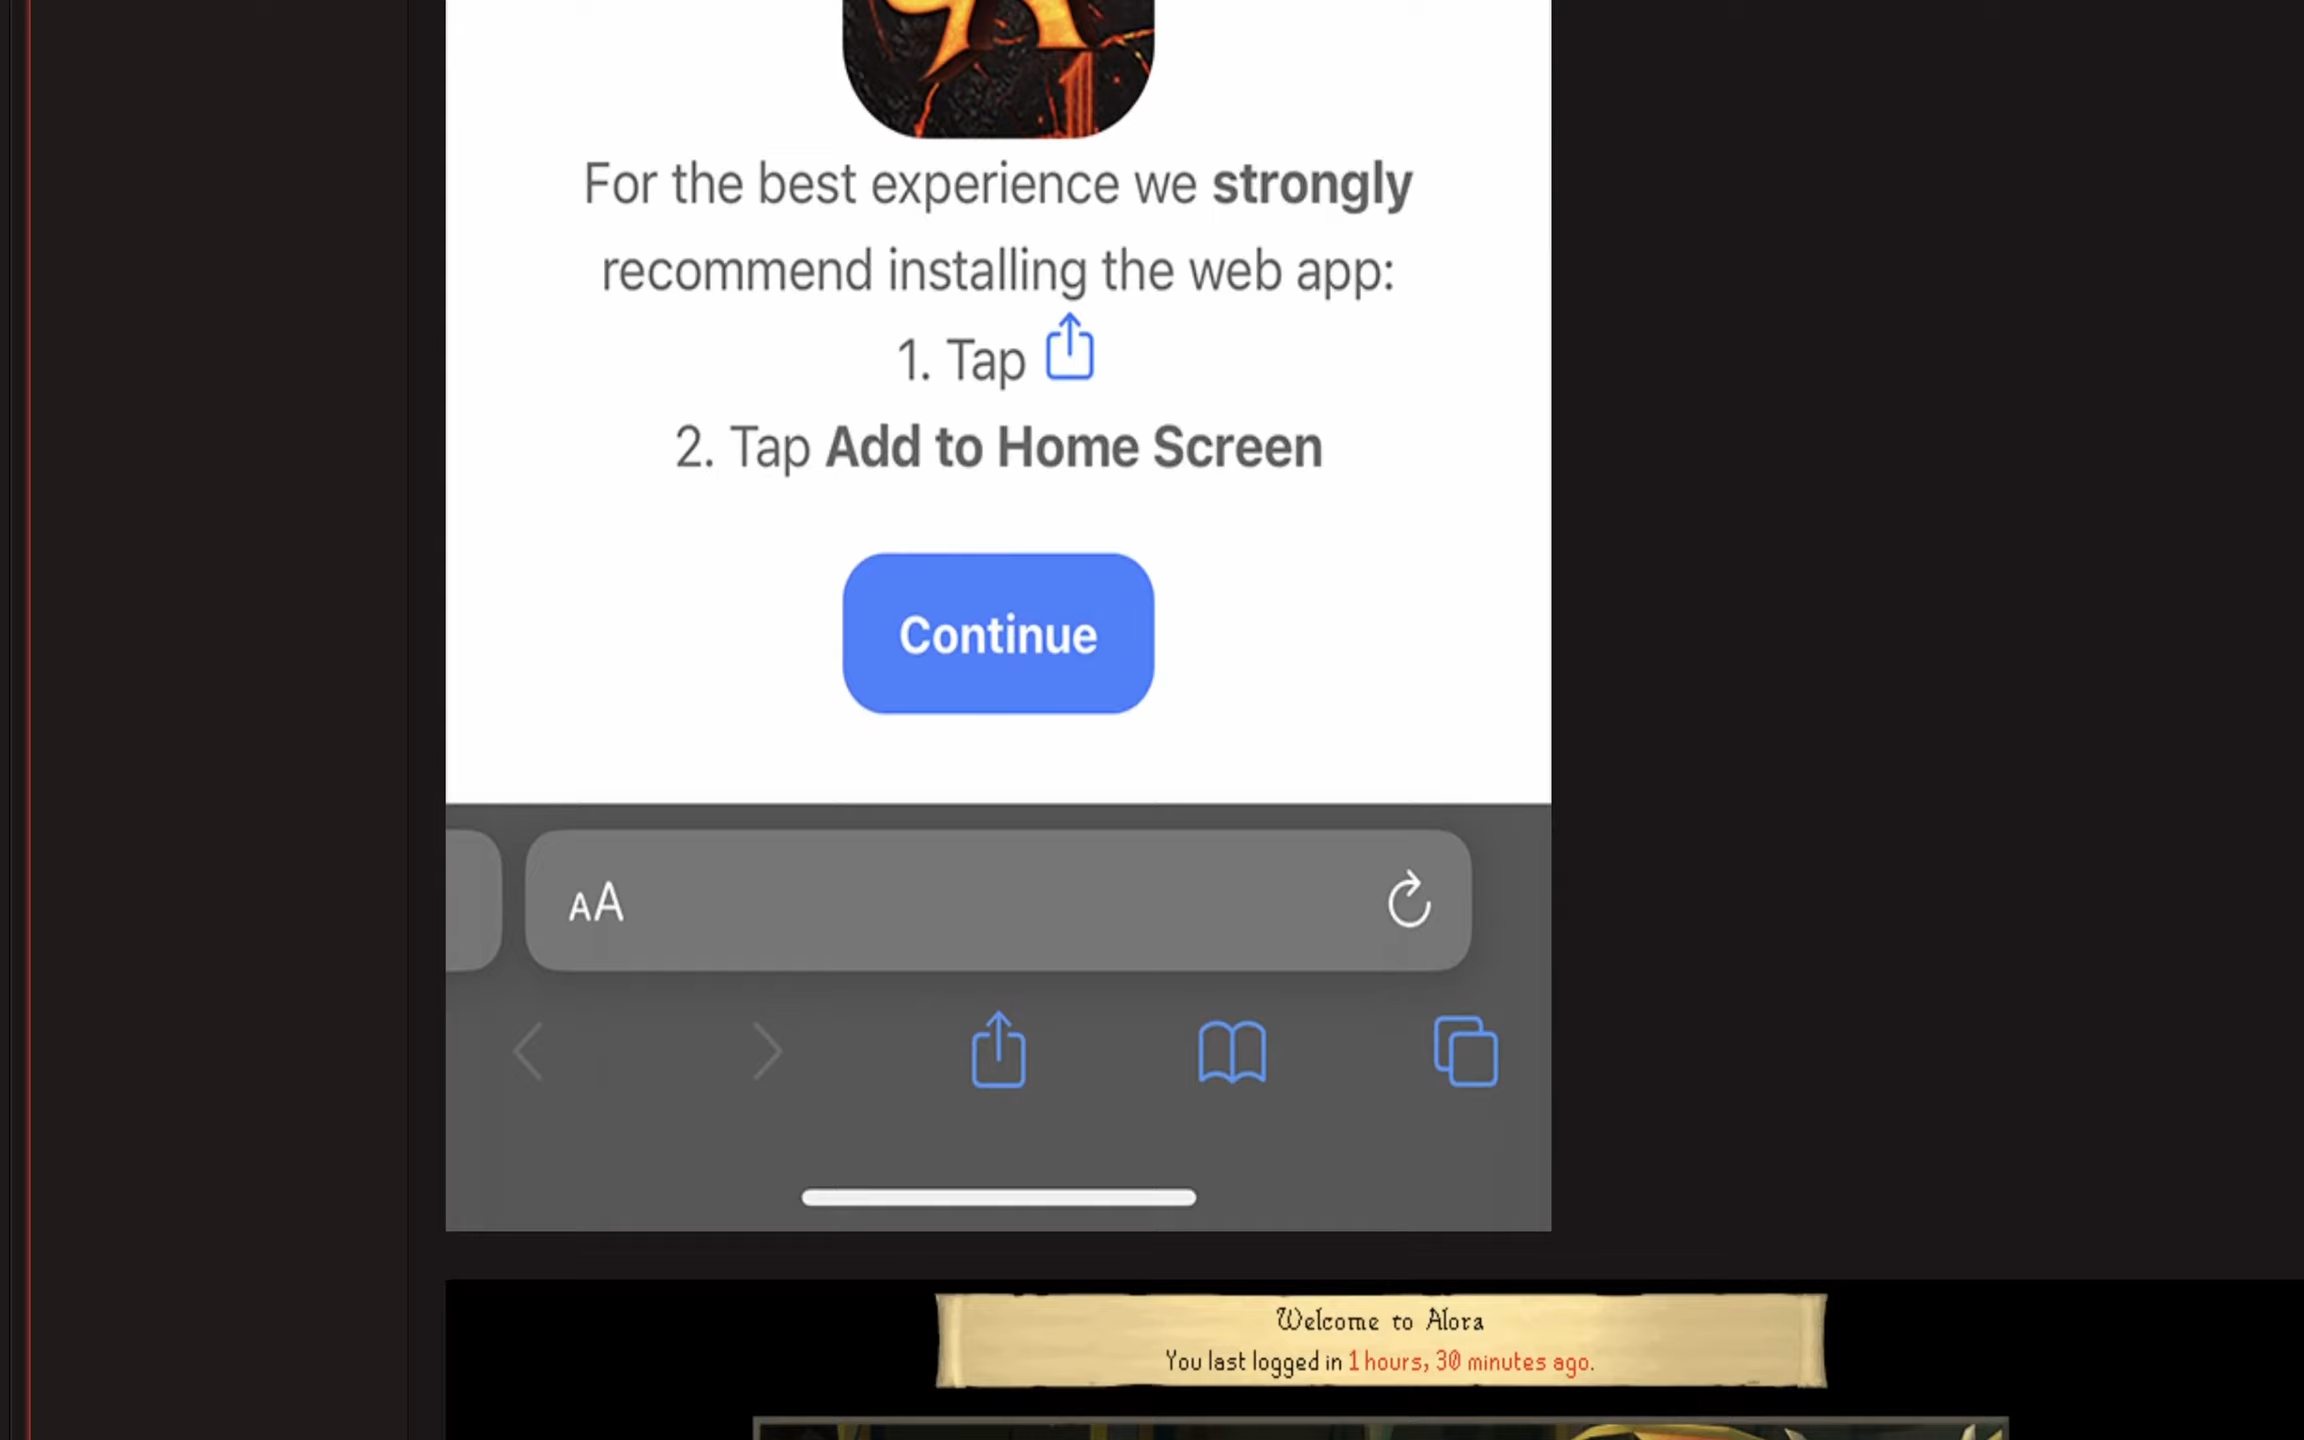 For the best experience we strongly
recommend installing the web app:
1. Tap
2. Tap Add to Home Screen
Continue
AA
Welcome to Alora
You last logged in 1 hours, 30 minutes ago.